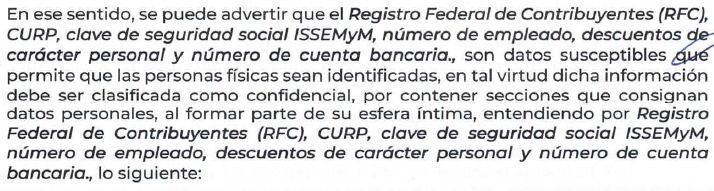 En ese sentido, se puede advertir que el Registro Federal de Contribuyentes (RFC),
CURP, clave de seguridad social ISSEMyM, número de empleado, descuentos de
carácter personal y número de cuenta bancaria., son datos susceptibles que
permite que las personas físicas sean identificadas, en tal virtud dicha información
debe ser clasificada como confidencial, por contener secciones que consignan
datos personales, al formar parte de su esfera íntima, entendiendo por Registro
Federal de Contribuyentes (RFC), CURP, clave de seguridad social ISSEMyM,
número de empleado, descuentos de carácter personal y número de cuenta
bancaria., lo siguiente: